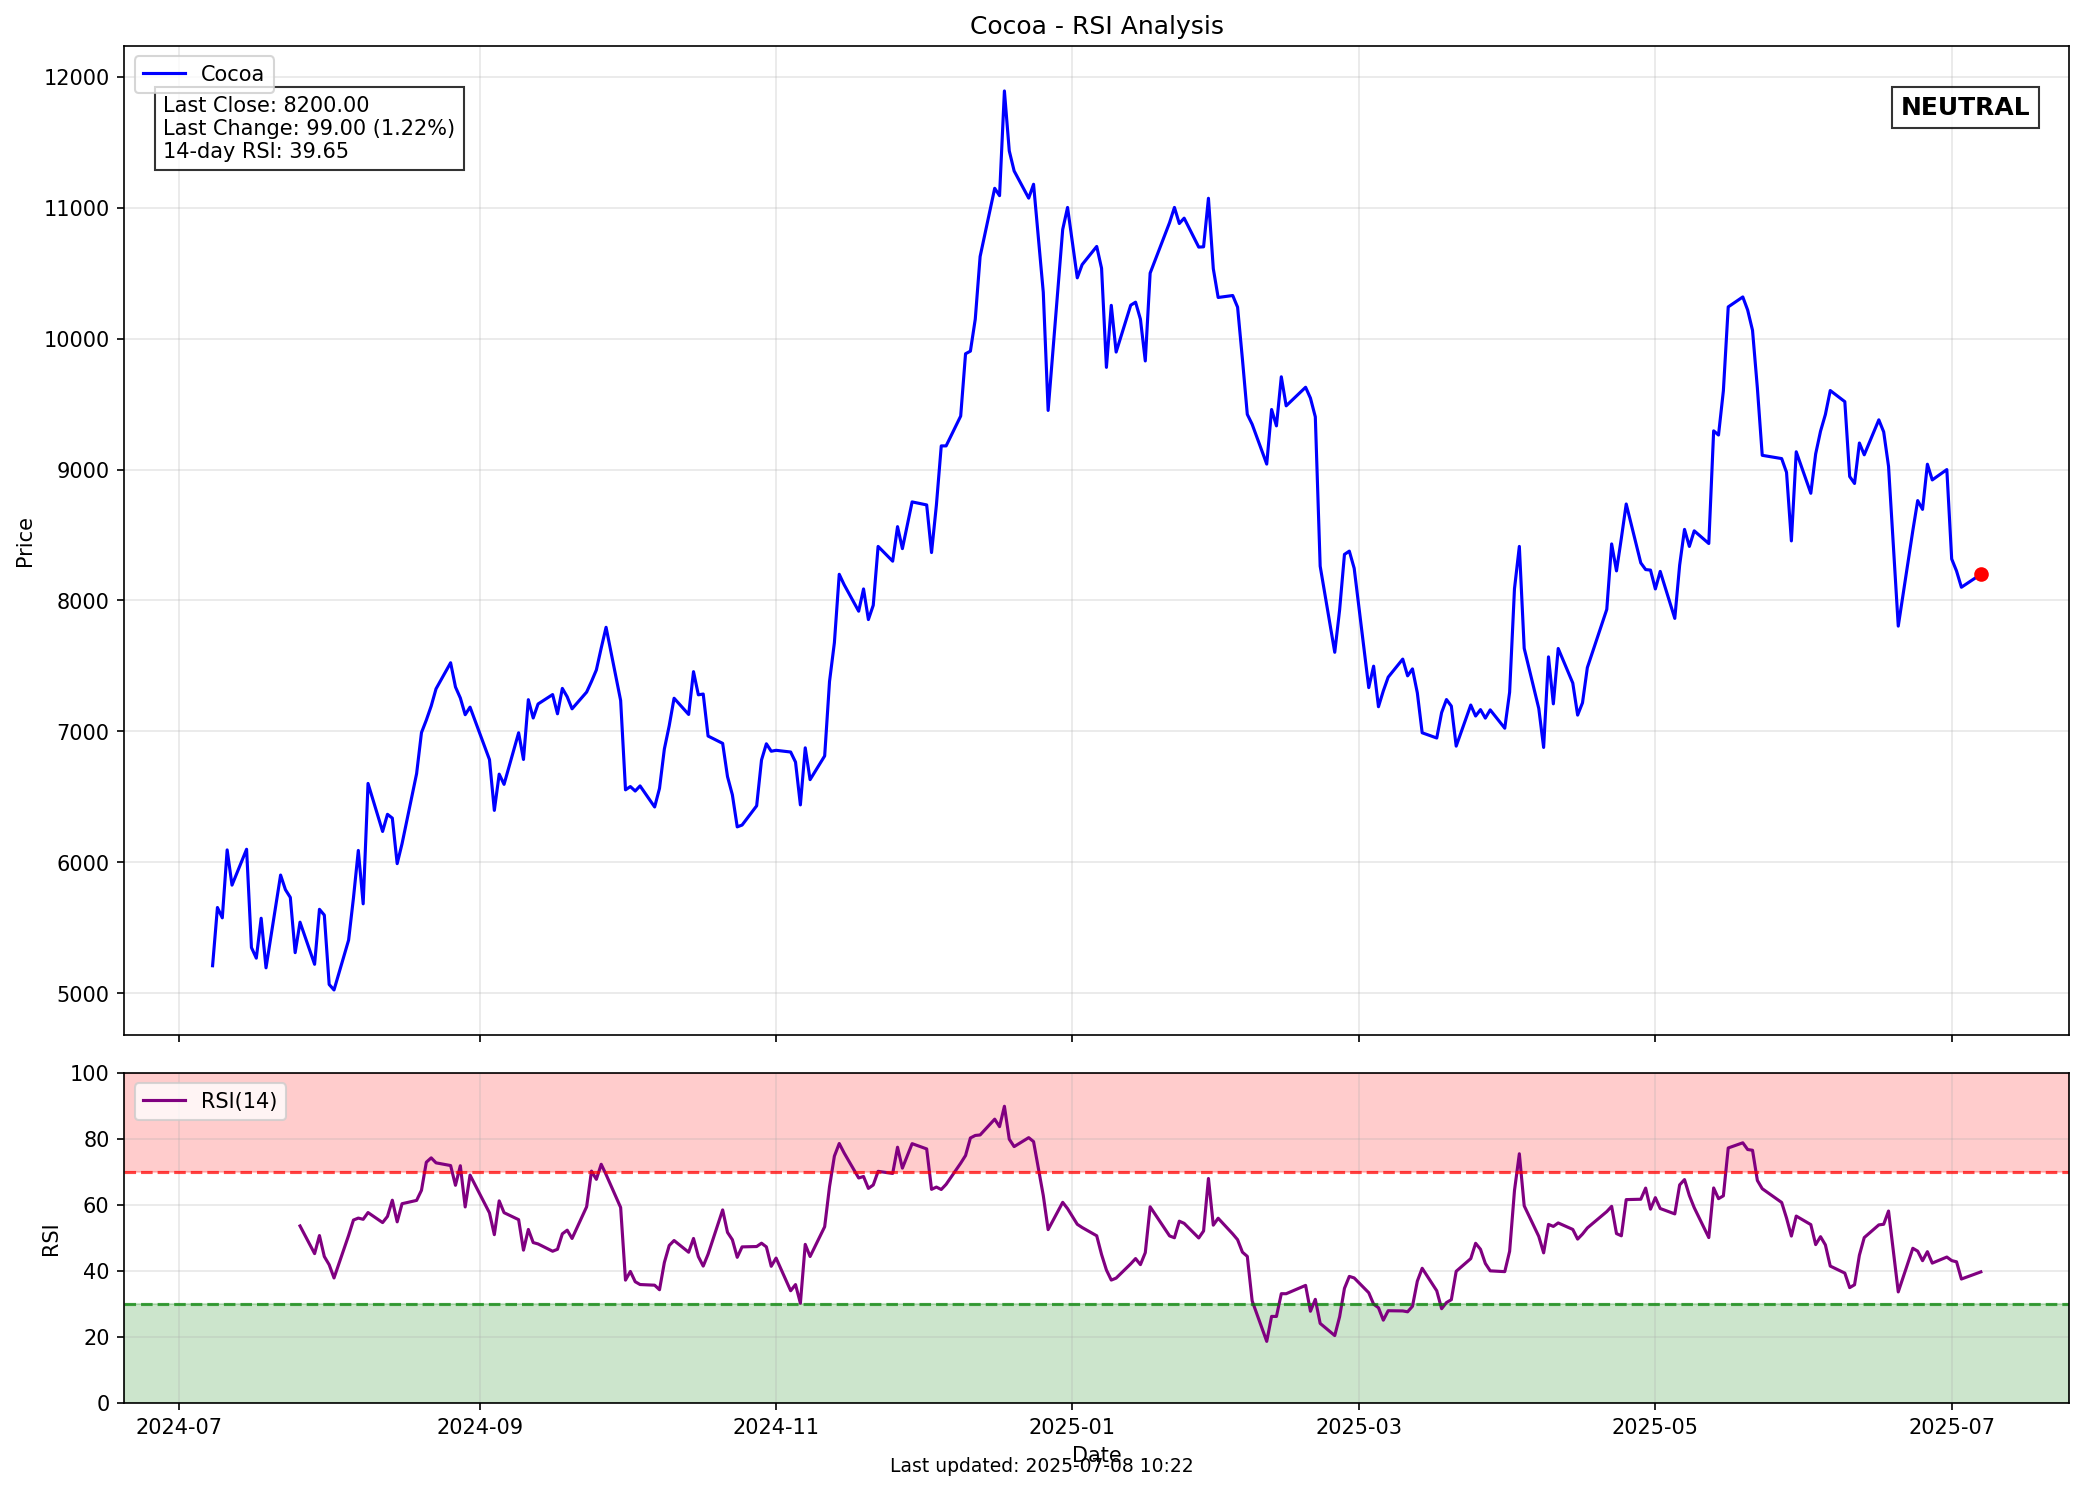 Cocoa - RSI Analysis
Cocoa
Last Close: 8200.00
Last Change: 99.00 (1.22%)
14-day RSI: 39.65
NEUTRAL
12000
11000
10000
9000
8000
7000
6000
5000
Price
RSI(14)
100
80
60
40
20
0
RSI
2024-07
2024-09
2024-11
2025-01
2025-03
2025-05
2025-07
Date
Last updated: 2025-07-08 10:22